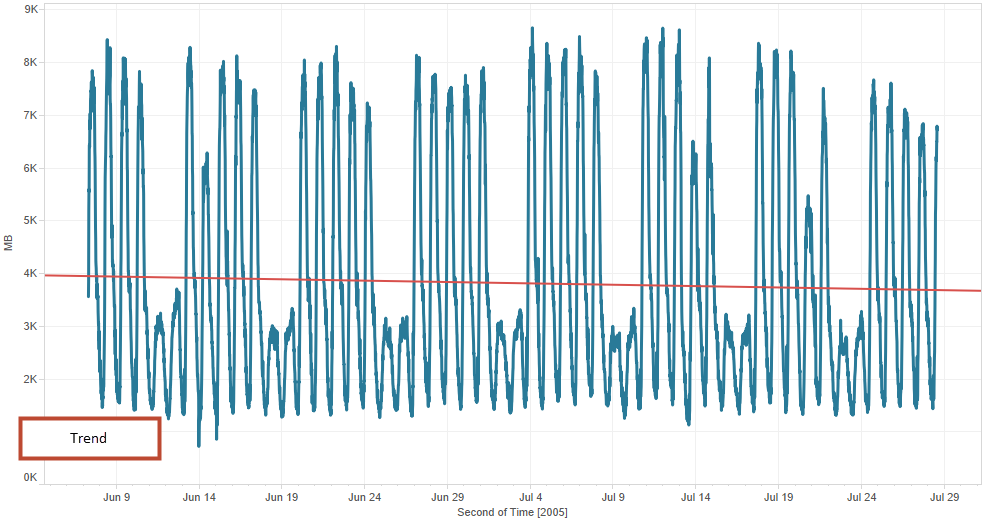 9K
8K
7K
6K
5K
4K
3K
2K
0K
MB
Trend
Jun 9
Jun 14
Jun 19
Jun 24
Jun 29
Jul 4
Jul 9
Jul 14
Jul 19
Jul 24
Jul 29
Second of Time [2005]